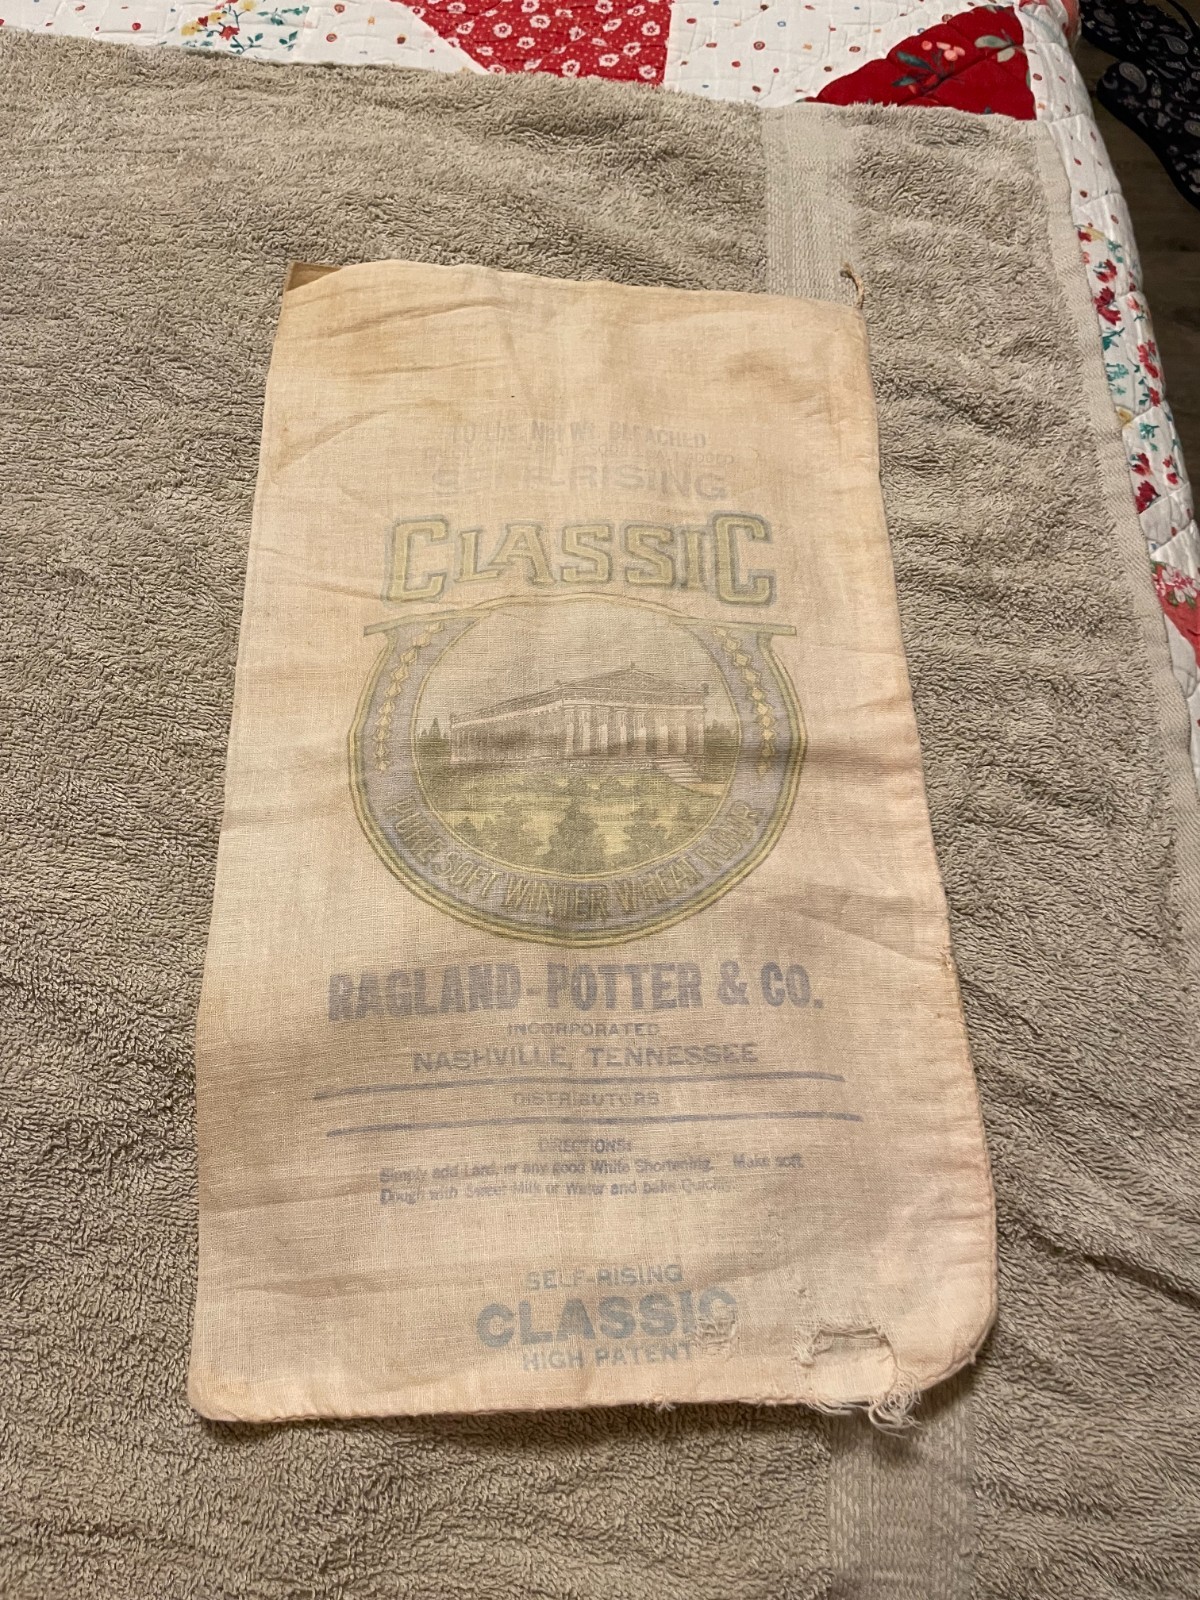 10 Lbs. Net Wt. BLEACHED
SELF-RISING
CLASSIC
PURE SOFT WINTER WHEAT FLOUR
RAGLAND-POTTER & CO.
INCORPORATED
NASHVILLE, TENNESSEE
DISTRIBUTORS
DIRECTIONS:
Simply add Lard, or any good White Shortening. Make soft
Dough with Sweet Milk or Water and bake Quickly.
SELF-RISING
CLASSIC
HIGH PATENT